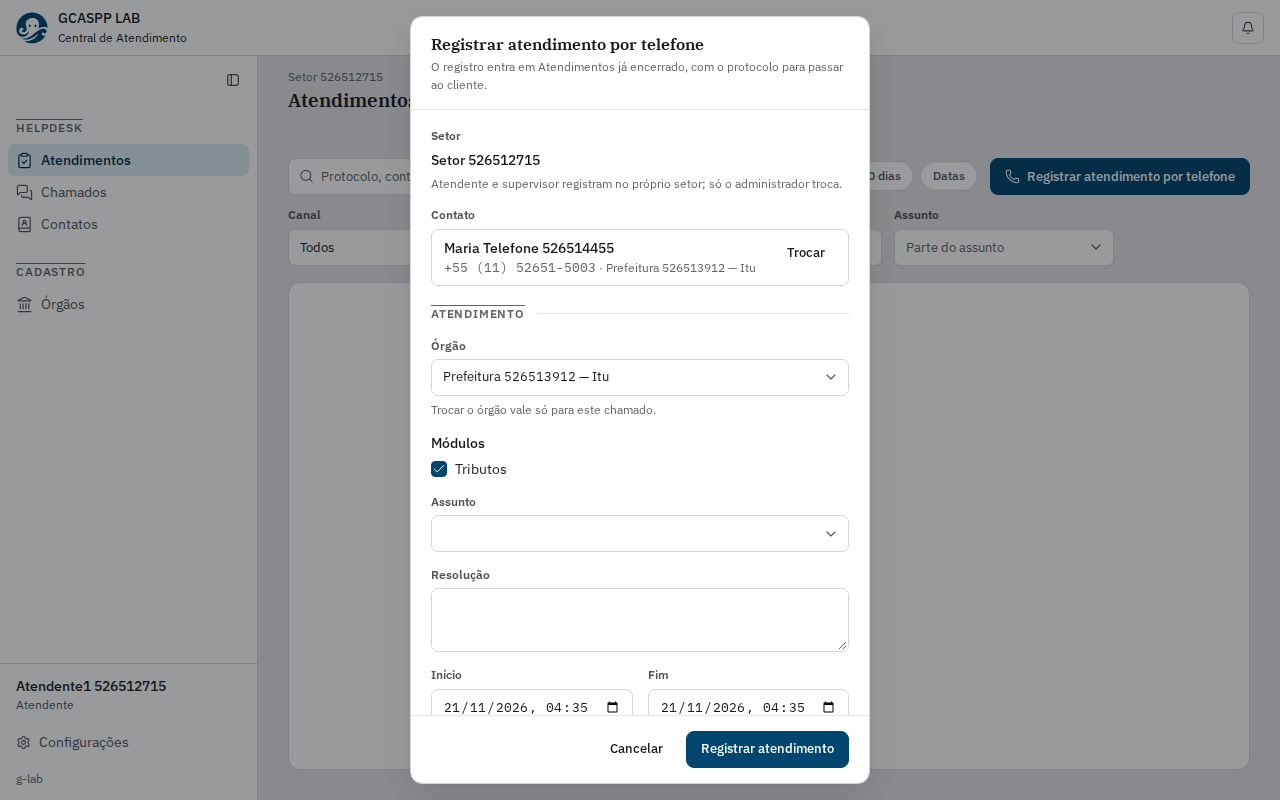 GCASPP LAB
Central de Atendimento
HELPDESK
Atendimentos
Chamados
Contatos
CADASTRO
Órgãos
Atendente1 526512715
Atendente
Configurações
g-lab
Setor 526512715
Atendimentos
Protocolo, cont
0 dias
Datas
Registrar atendimento por telefone
Canal
Todos
Assunto
Parte do assunto
Registrar atendimento por telefone
O registro entra em Atendimentos já encerrado, com o protocolo para passar
ao cliente.
Setor
Setor 526512715
Atendente e supervisor registram no próprio setor; só o administrador troca.
Contato
Maria Telefone 526514455
+55 (11) 52651-5003 · Prefeitura 526513912 — Itu
Trocar
ATENDIMENTO
Órgão
Prefeitura 526513912 — Itu
Trocar o órgão vale só para este chamado.
Módulos
Tributos
Assunto
Resolução
Início
Fim
21/11/2026, 04:35
21/11/2026, 04:35
Cancelar
Registrar atendimento